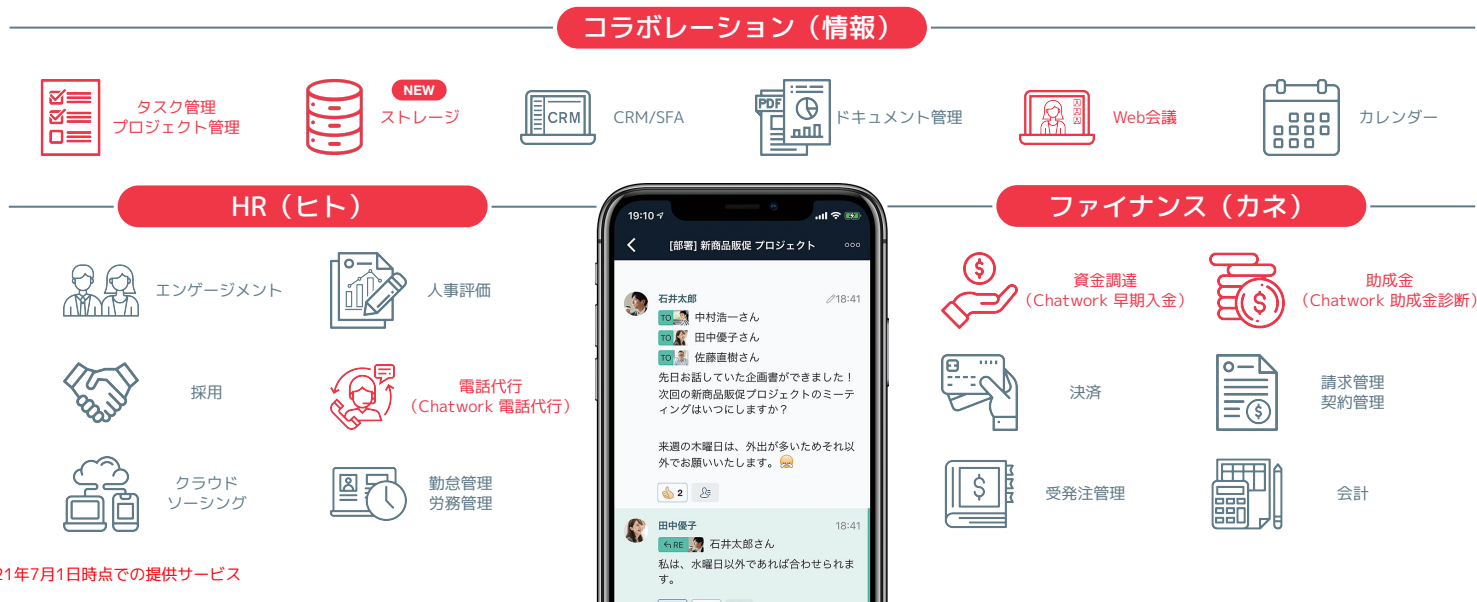 コラボレーション（情報）
タスク管理
プロジェクト管理
NEW
ストレージ
CRM
CRM/SFA
PDF
ドキュメント管理
Web会議
カレンダー
HR（ヒト）
エンゲージメント
人事評価
採用
電話代行
（Chatwork 電話代行）
クラウド
ソーシング
勤怠管理
労務管理
21年7月1日時点での提供サービス
19:10
[部署] 新商品販促 プロジェクト
石井太郎
18:41
TO 中村浩一さん
TO 田中優子さん
TO 佐藤直樹さん
先日お話していた企画書ができました！
次回の新商品販促プロジェクトのミーテ
ィングはいつにしますか？
来週の木曜日は、外出が多いためそれ以
外でお願いいたします。
2
田中優子
18:41
RE 石井太郎さん
私は、水曜日以外であれば合わせられま
す。
ファイナンス（カネ）
資金調達
（Chatwork 早期入金）
助成金
（Chatwork 助成金診断）
決済
請求管理
契約管理
受発注管理
会計